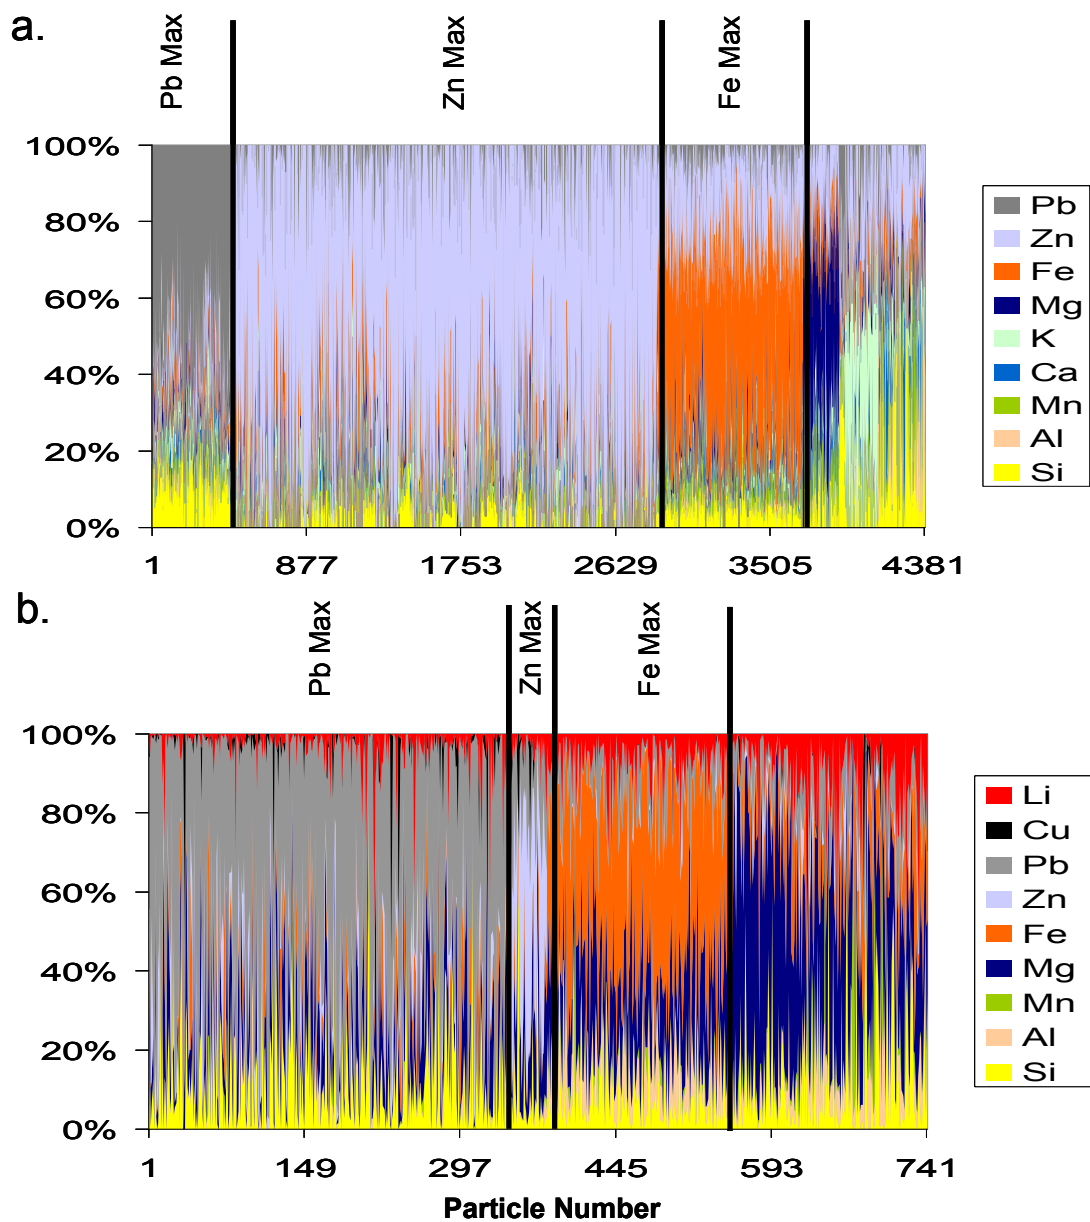 a.
Pb Max
Zn Max
Fe Max
100%
80%
60%
40%
20%
0%
1 877 1753 2629 3505 4381
Pb
Zn
Fe
Mg
K
Ca
Mn
Al
Si
b.
Pb Max
Zn Max
Fe Max
100%
80%
60%
40%
20%
0%
1 149 297 445 593 741
Particle Number
Li
Cu
Pb
Zn
Fe
Mg
Mn
Al
Si